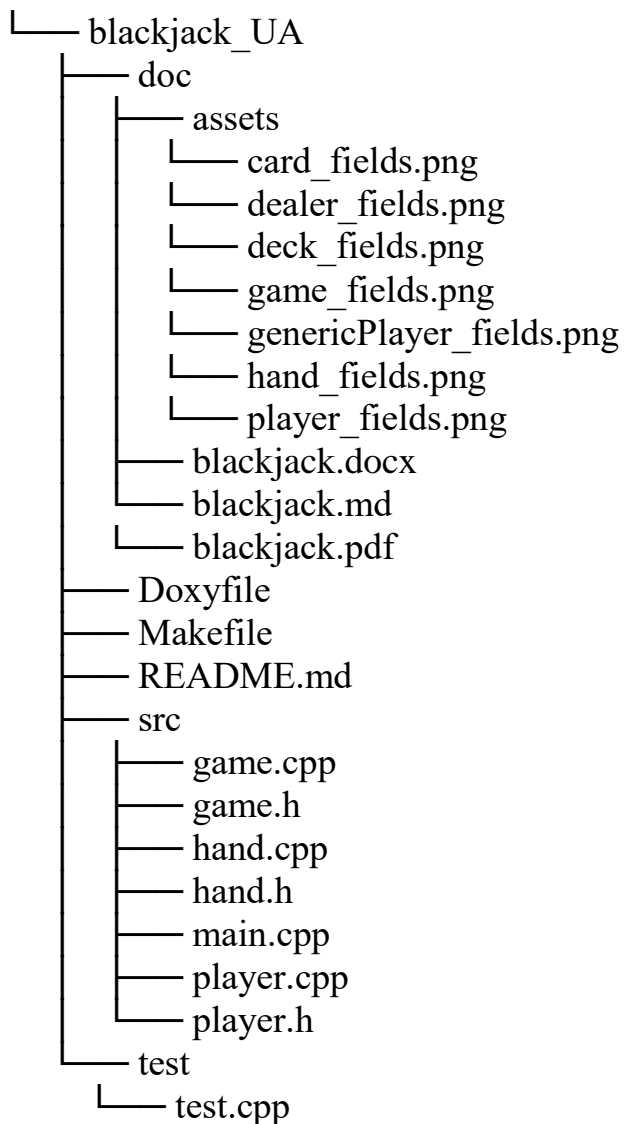 blackjack_UA
doc
assets
card_fields.png
dealer_fields.png
deck_fields.png
game_fields.png
genericPlayer_fields.png
hand_fields.png
player_fields.png
blackjack.docx
blackjack.md
blackjack.pdf
Doxyfile
Makefile
README.md
src
game.cpp
game.h
hand.cpp
hand.h
main.cpp
player.cpp
player.h
test
test.cpp